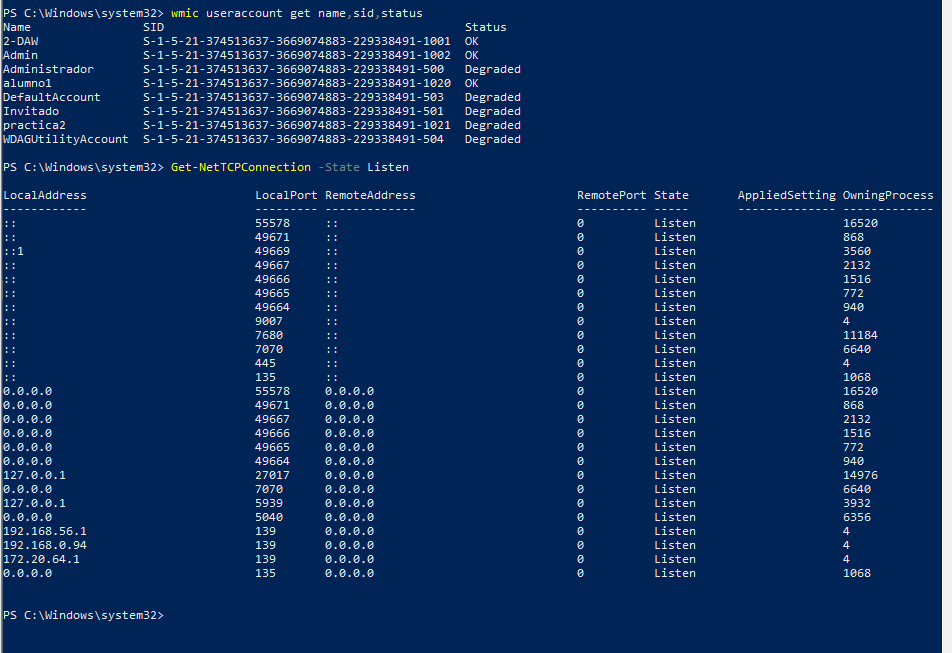 PS C:\Windows\system32> wmic useraccount get name,sid,status
Name SID Status
2-DAW S-1-5-21-374513637-3669074883-229338491-1001 OK
Admin S-1-5-21-374513637-3669074883-229338491-1002 OK
Administrador S-1-5-21-374513637-3669074883-229338491-500 Degraded
alumno1 S-1-5-21-374513637-3669074883-229338491-1020 OK
DefaultAccount S-1-5-21-374513637-3669074883-229338491-503 Degraded
Invitado S-1-5-21-374513637-3669074883-229338491-501 Degraded
practica2 S-1-5-21-374513637-3669074883-229338491-1021 Degraded
WDAGUtilityAccount S-1-5-21-374513637-3669074883-229338491-504 Degraded
PS C:\Windows\system32> Get-NetTCPConnection -State Listen
LocalAddress LocalPort RemoteAddress RemotePort State AppliedSetting OwningProcess
------------ --------- ------------- ---------- ----- -------------- -------------
:: 55578 :: 0 Listen 16520
:: 49671 :: 0 Listen 868
::1 49669 :: 0 Listen 3560
:: 49667 :: 0 Listen 2132
:: 49666 :: 0 Listen 1516
:: 49665 :: 0 Listen 772
:: 49664 :: 0 Listen 940
:: 9007 :: 0 Listen 4
:: 7680 :: 0 Listen 11184
:: 7070 :: 0 Listen 6640
:: 445 :: 0 Listen 4
:: 135 :: 0 Listen 1068
0.0.0.0 55578 0.0.0.0 0 Listen 16520
0.0.0.0 49671 0.0.0.0 0 Listen 868
0.0.0.0 49667 0.0.0.0 0 Listen 2132
0.0.0.0 49666 0.0.0.0 0 Listen 1516
0.0.0.0 49665 0.0.0.0 0 Listen 772
0.0.0.0 49664 0.0.0.0 0 Listen 940
127.0.0.1 27017 0.0.0.0 0 Listen 14976
0.0.0.0 7070 0.0.0.0 0 Listen 6640
127.0.0.1 5939 0.0.0.0 0 Listen 3932
0.0.0.0 5040 0.0.0.0 0 Listen 6356
192.168.56.1 139 0.0.0.0 0 Listen 4
192.168.0.94 139 0.0.0.0 0 Listen 4
172.20.64.1 139 0.0.0.0 0 Listen 4
0.0.0.0 135 0.0.0.0 0 Listen 1068
PS C:\Windows\system32>